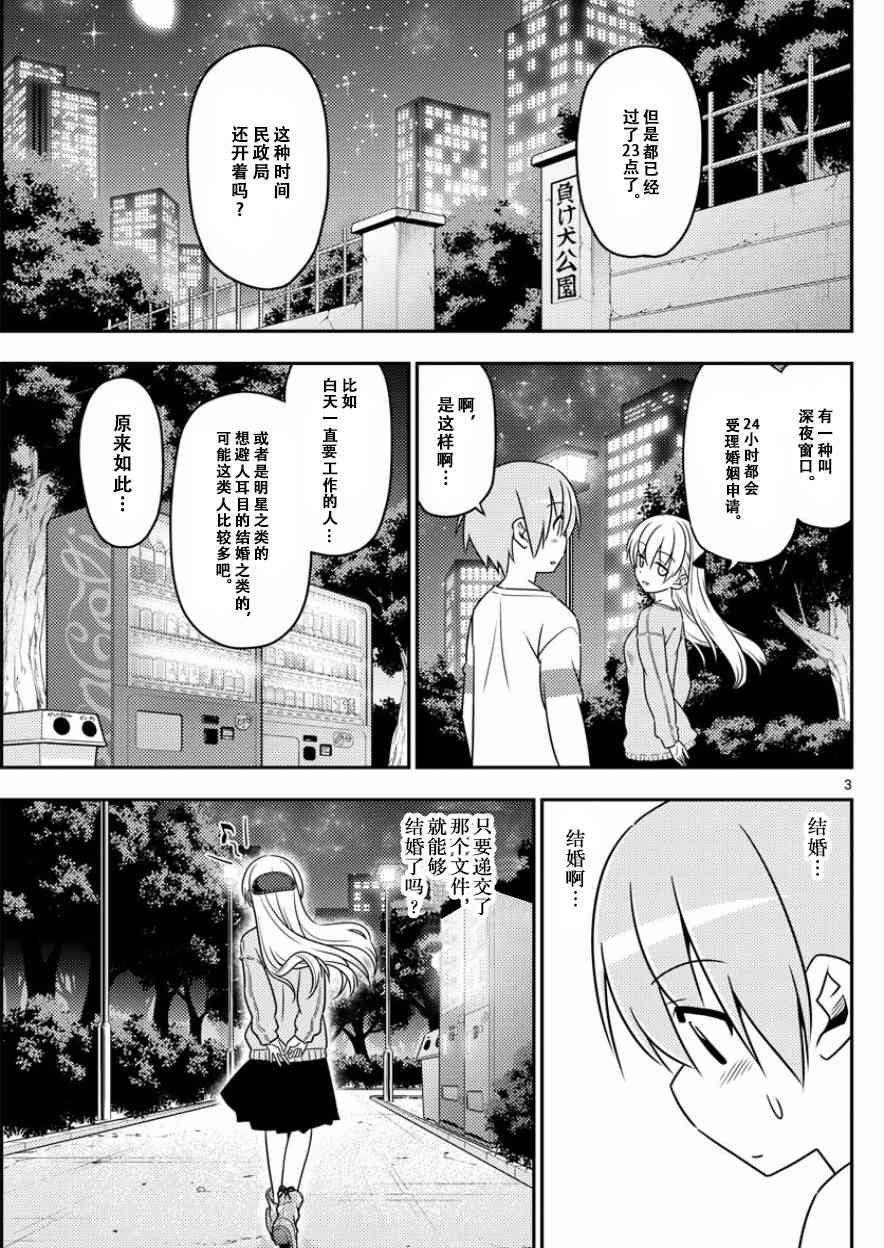 但是都已经
过了23点了。
负け犬公園
这种时间
民政局
还开着吗？
有一种叫
深夜窗口。
24小时都会
受理婚姻申请。
啊，
是这样啊…
比如
白天一直要工作的人…
或者是明星之类的
想避人耳目的结婚之类的，
可能这类人比较多吧。
原来如此…
3
结婚…
结婚啊…
只要递交了
那个文件，
就能够
结婚了吗？